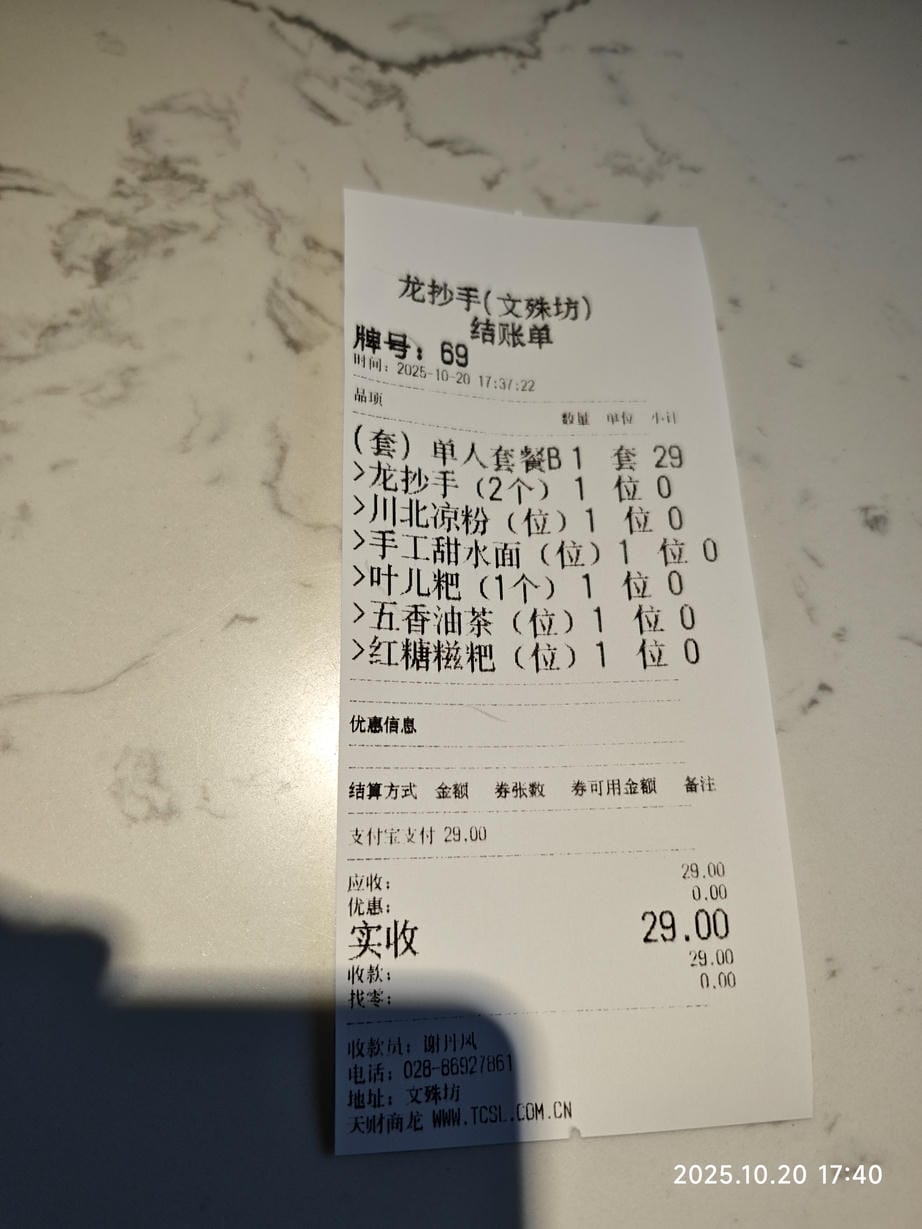 龙抄手(文殊坊)
结账单
牌号: 69
时间: 2025-10-20 17:37:22
品项 数量 单位 小计
(套) 单人套餐B 1 套 29
>龙抄手 (2个) 1 位 0
>川北凉粉 (位) 1 位 0
>手工甜水面 (位) 1 位 0
>叶儿粑 (1个) 1 位 0
>五香油茶 (位) 1 位 0
>红糖糍粑 (位) 1 位 0
优惠信息
结算方式 金额 券张数 券可用金额 备注
支付宝支付 29.00
应收: 29.00
优惠: 0.00
实收 29.00
收款: 29.00
找零: 0.00
收款员: 谢丹凤
电话: 028-86927861
地址: 文殊坊
天财商龙 WWW.TCSL.COM.CN
2025.10.20 17:40